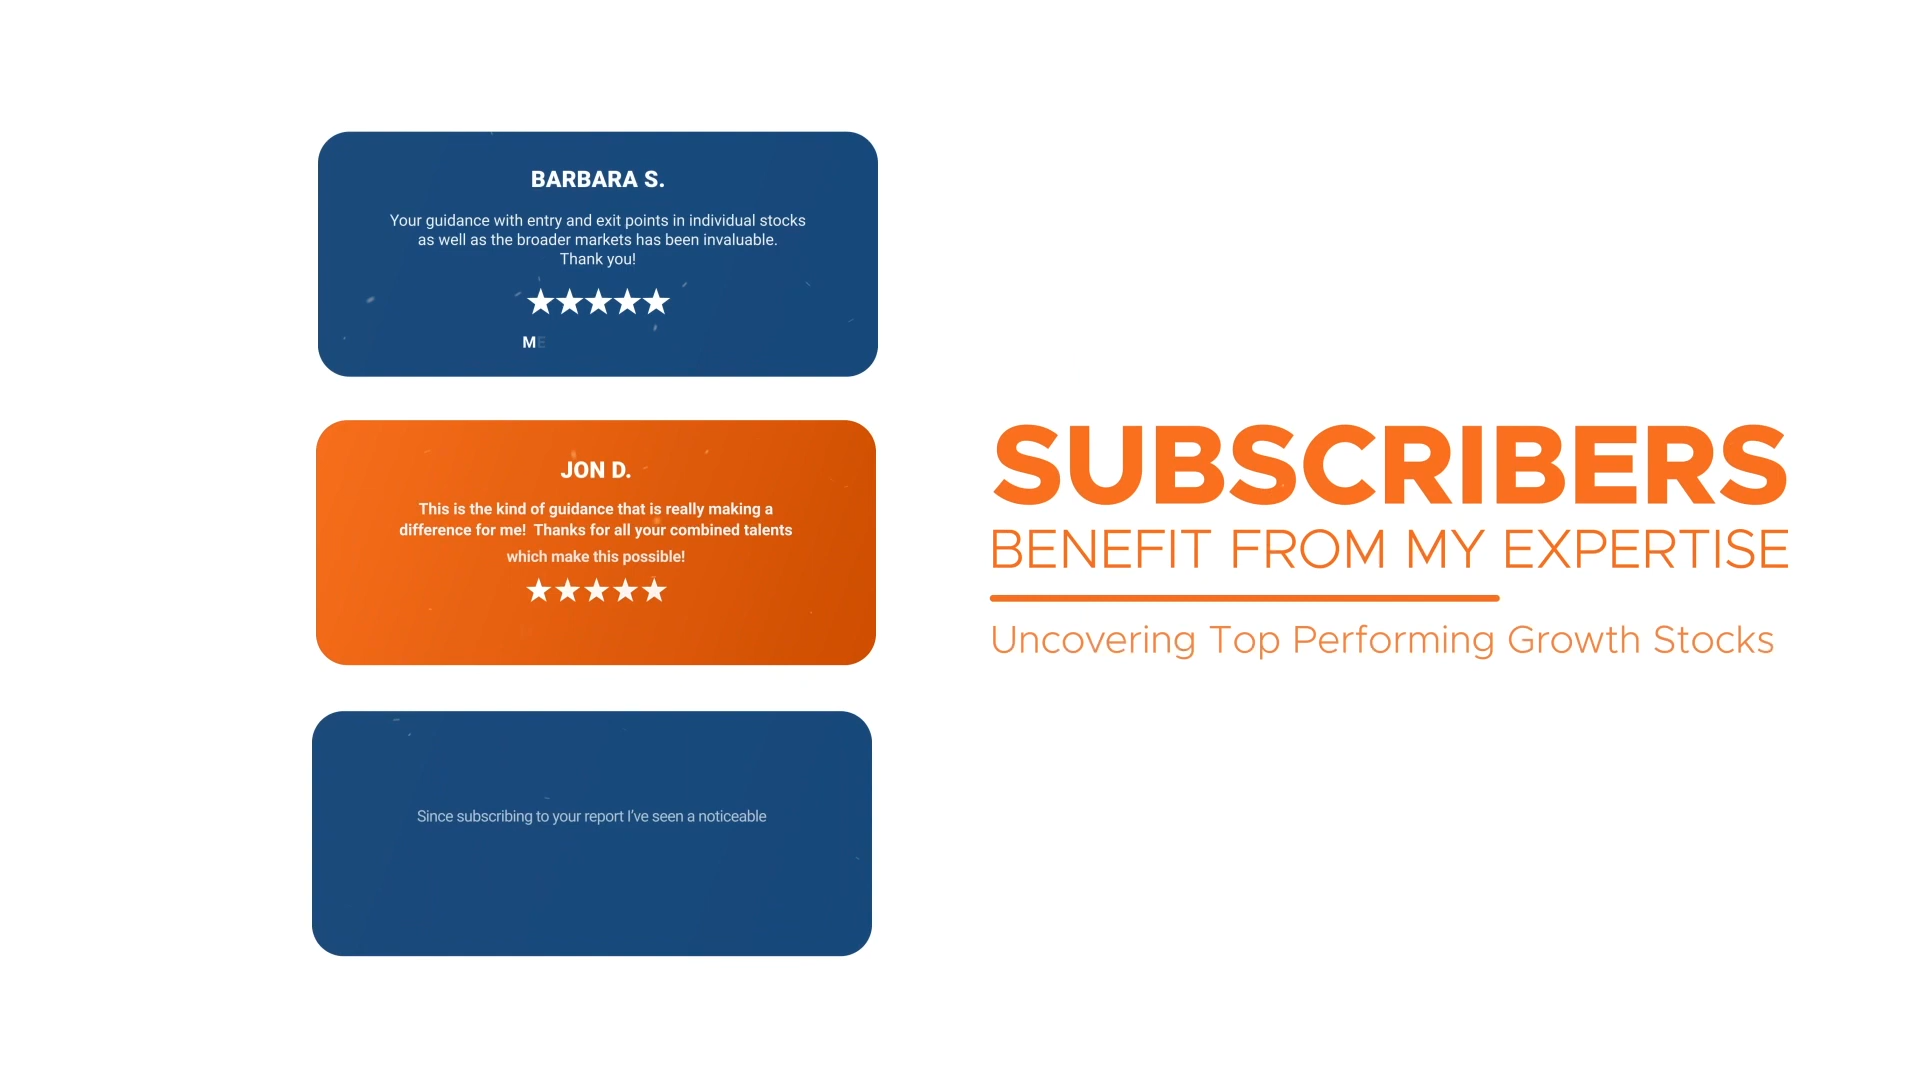 BARBARA S.
Your guidance with entry and exit points in individual stocks
as well as the broader markets has been invaluable.
Thank you!
★★★★★
ME
JON D.
This is the kind of guidance that is really making a
difference for me!  Thanks for all your combined talents
which make this possible!
★★★★★
Since subscribing to your report I've seen a noticeable
SUBSCRIBERS
BENEFIT FROM MY EXPERTISE
Uncovering Top Performing Growth Stocks